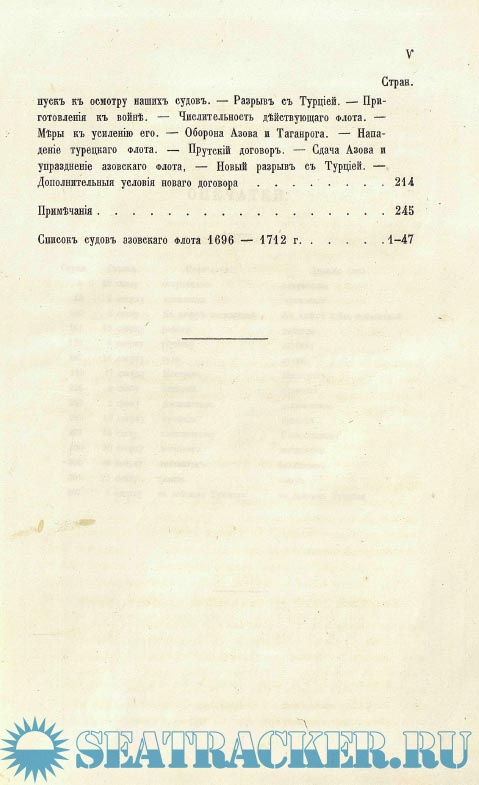 V
Стран.
пускъ къ осмотру нашихъ судовъ. — Разрывъ съ Турціей. — При-
готовленія къ войнѣ. — Числительность дѣйствующаго флота. —
Мѣры къ усиленію его. — Оборона Азова и Таганрога. — Напа-
деніе турецкаго флота. — Прутскій договоръ. — Сдача Азова и
упраздненіе азовскаго флота, — Новый разрывъ съ Турціей. —
Дополнительныя условія новаго договора . . . . . . . . 214
Примѣчанія . . . . . . . . . . . . . . . . . 245
Списокъ судовъ азовскаго флота 1696 — 1712 г. . . . . . 1-47
SEATRACKER.RU